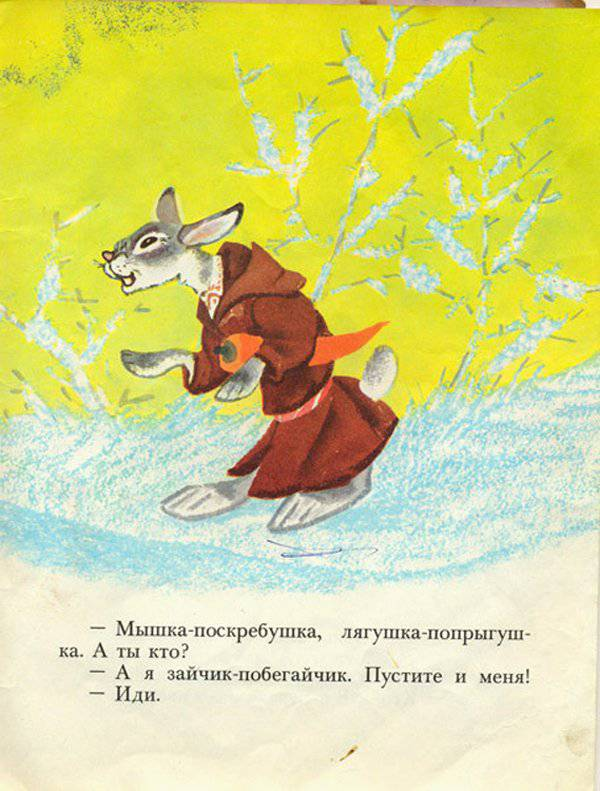 — Мышка-поскребушка, лягушка-попрыгуш-
ка. А ты кто?
— А я зайчик-побегайчик. Пустите и меня!
— Иди.